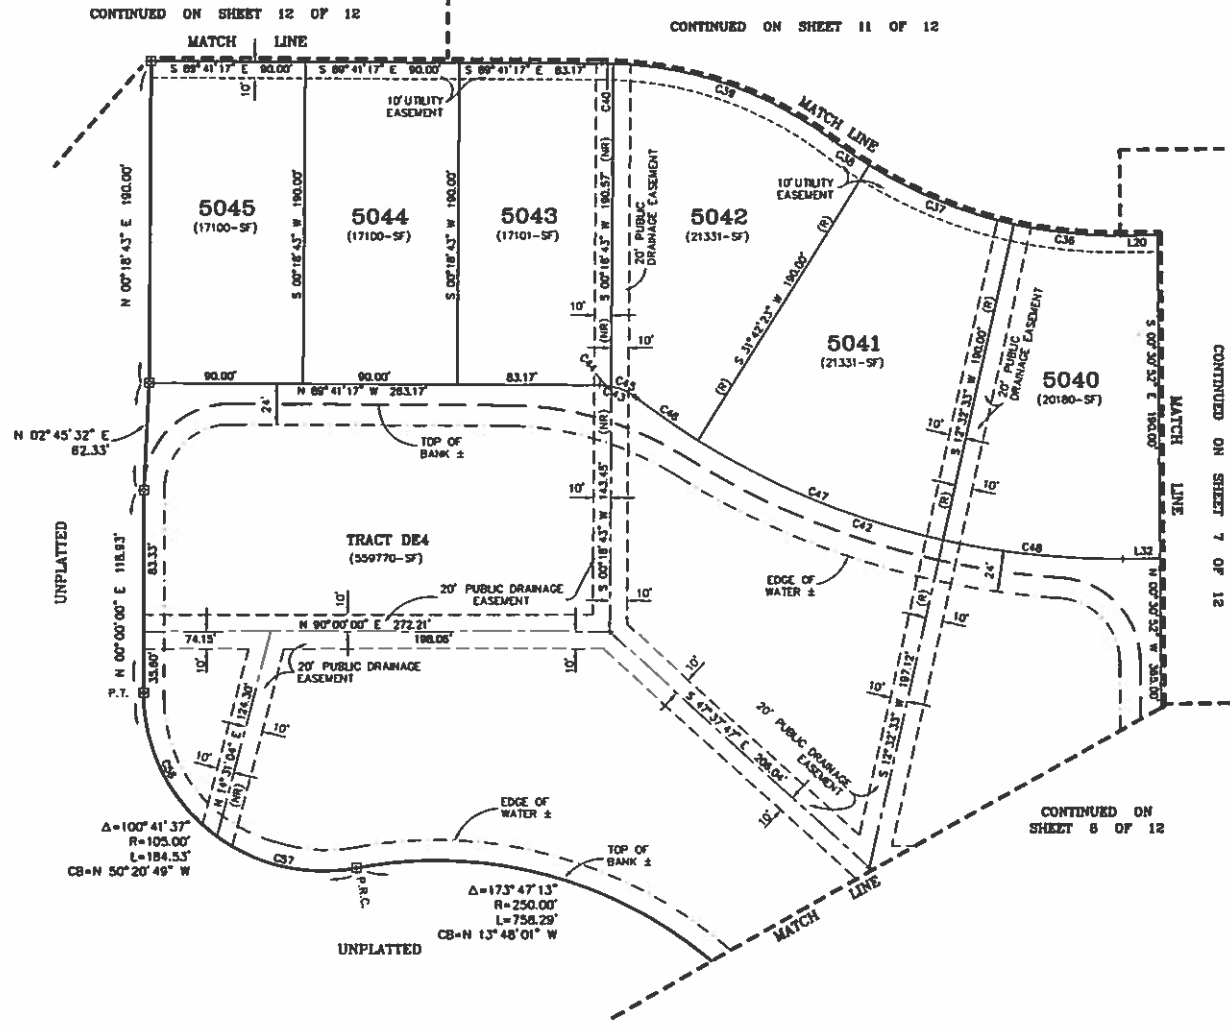 CONTINUED ON SHEET 12 OF 12
CONTINUED ON SHEET 11 OF 12
MATCH LINE
S 89°41'17" E 90.00'
S 89°41'17" E 90.00'
S 89°41'17" E 83.17'
10'
10' UTILITY
EASEMENT
C40
C39
MATCH LINE
C38
10' UTILITY
EASEMENT
C37
C36
L20
N 00°18'43" E 190.00'
5045
(17100-SF)
S 00°18'43" W 190.00'
5044
(17100-SF)
S 00°18'43" W 190.00'
5043
(17101-SF)
S 00°18'43" W 190.57' (NR)
(NR)
20' PUBLIC
DRAINAGE EASEMENT
5042
(21331-SF)
(R)
S 31°42'23" W 190.00'
(R)
5041
(21331-SF)
(R)
S 12°32'33" W 190.00'
(R)
20' PUBLIC
DRAINAGE EASEMENT
5040
(20180-SF)
S 00°30'52" E 190.00'
MATCH LINE
CONTINUED ON SHEET 7 OF 12
10'
10'
90.00'
90.00'
83.17'
N 89°41'17" W 263.17'
C44
C45
C43
C46
24'
N 02°45'32" E
62.33'
TOP OF
BANK ±
(NR)
10'
10'
10'
C47
C42
C48
L32
24'
UNPLATTED
N 00°00'00" E 118.93'
83.33'
35.60'
TRACT DE4
(559770-SF)
S 00°18'43" W 143.45'
EDGE OF
WATER ±
(R)
N 00°30'52" W 365.00'
20' PUBLIC DRAINAGE
EASEMENT
10'
10'
10'
N 90°00'00" E 272.21'
74.15'
198.06'
10'
10'
20' PUBLIC DRAINAGE
EASEMENT
10'
P.T.
N 14°31'04" E 124.30'
(NR)
10'
10'
S 47°37'47" E 208.04'
10'
20' PUBLIC DRAINAGE
EASEMENT
S 12°32'33" W 197.12'
10'
C57
Δ=100°41'37"
R=105.00'
L=184.53'
CB=N 50°20'49" W
P.R.C.
EDGE OF
WATER ±
TOP OF
BANK ±
Δ=173°47'13"
R=250.00'
L=758.29'
CB=N 13°48'01" W
UNPLATTED
MATCH LINE
CONTINUED ON
SHEET 8 OF 12